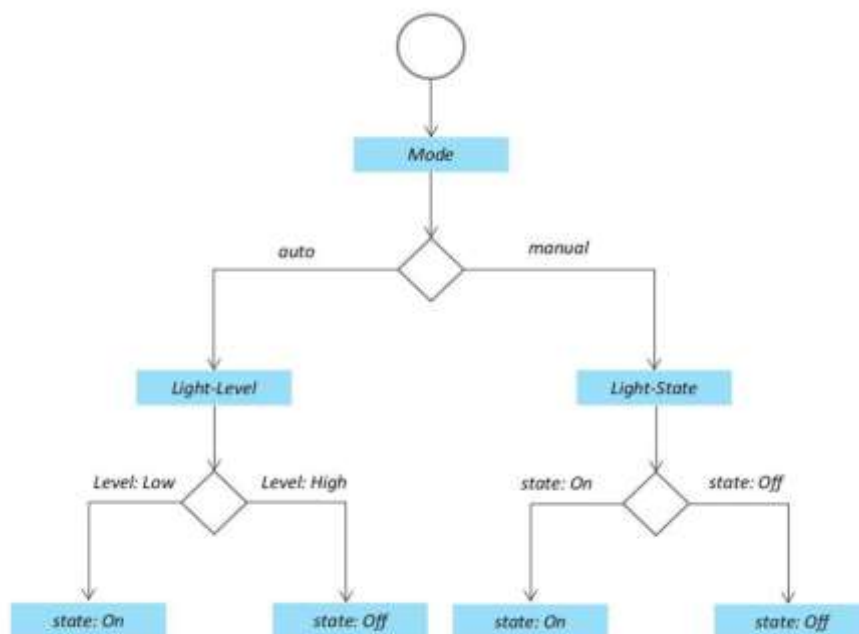 Mode
auto
manual
Light-Level
Light-State
Level: Low
Level: High
state: On
state: Off
state: On
state: Off
state: On
state: Off